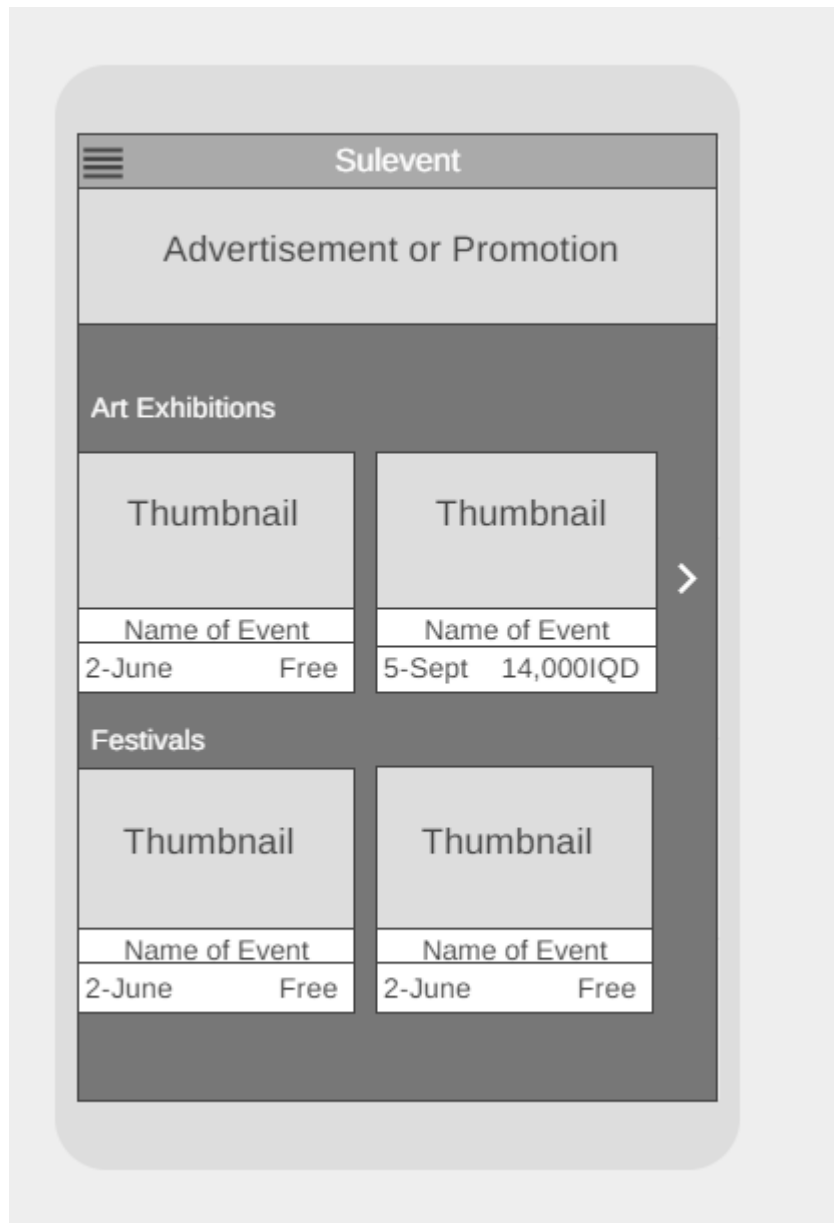 Sulevent
Advertisement or Promotion
Art Exhibitions
Thumbnail Thumbnail
Name of Event Name of Event
2-June Free 5-Sept 14,000IQD
Festivals
Thumbnail Thumbnail
Name of Event Name of Event
2-June Free 2-June Free